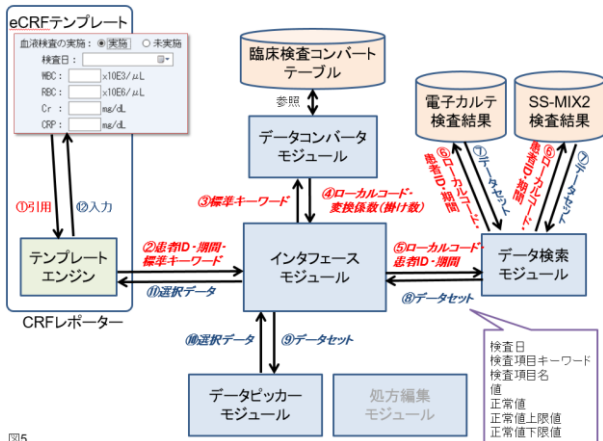 eCRFテンプレート
血液検査の実施：◉実施 ○未実施
検査日：
WBC： x10E3/μL
RBC： x10E6/μL
Cr： mg/dL
CRP： mg/dL
①引用
⑫入力
テンプレート
エンジン
CRFレポーター
臨床検査コンバート
テーブル
参照
データコンバータ
モジュール
③標準キーワード
④ローカルコード・
変換係数(掛け数)
②患者ID・期間・
標準キーワード
⑪選択データ
インタフェース
モジュール
⑤ローカルコード・
患者ID・期間
⑧データセット
電子カルテ
検査結果
SS-MIX2
検査結果
⑥ローカルコード・
患者ID・期間
⑦データセット
⑥ローカルコード・
患者ID・期間
⑦データセット
データ検索
モジュール
⑩選択データ
⑨データセット
データピッカー
モジュール
処方編集
モジュール
検査日
検査項目キーワード
検査項目名
値
正常値
正常値上限値
正常値下限値
図5